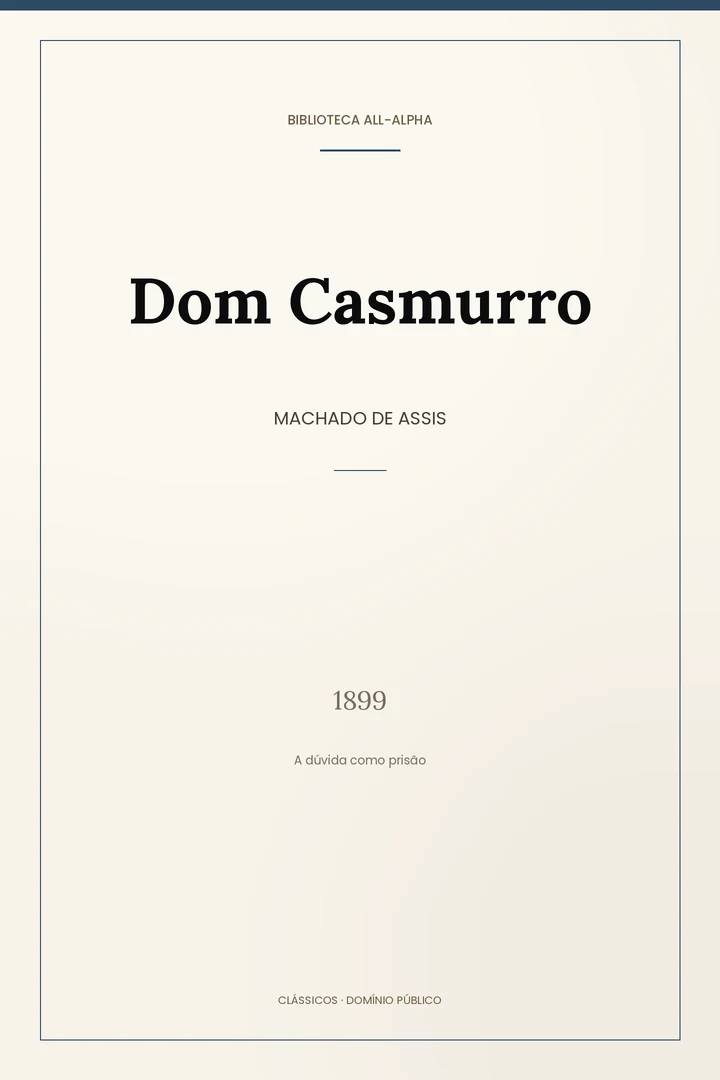 BIBLIOTECA ALL-ALPHA
Dom Casmurro
MACHADO DE ASSIS
1899
A dúvida como prisão
CLÁSSICOS · DOMÍNIO PÚBLICO